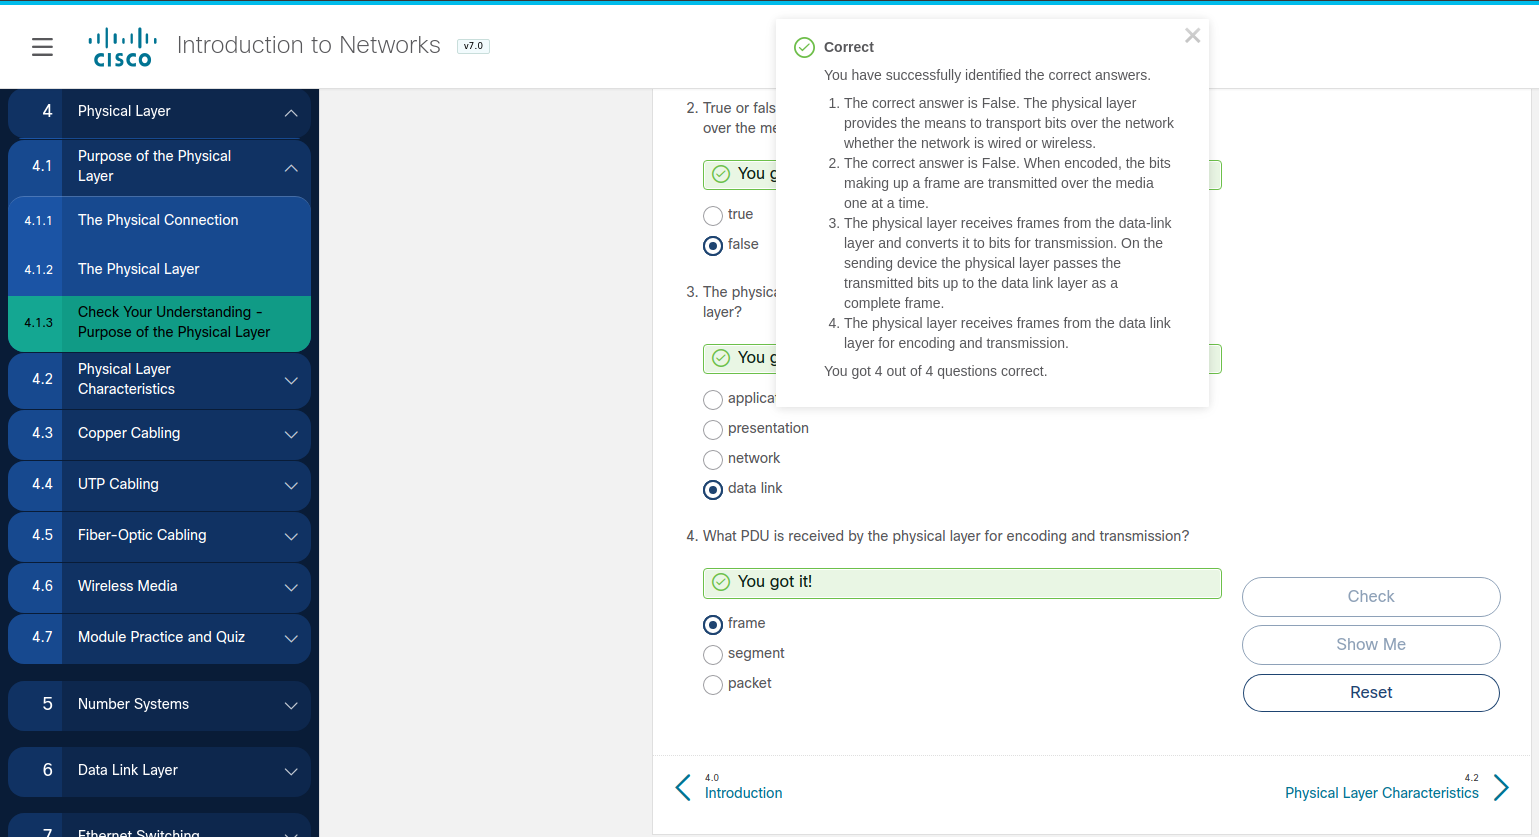 CISCO
Introduction to Networks
v7.0
4
Physical Layer
4.1
Purpose of the Physical
Layer
4.1.1
The Physical Connection
4.1.2
The Physical Layer
4.1.3
Check Your Understanding -
Purpose of the Physical Layer
4.2
Physical Layer
Characteristics
4.3
Copper Cabling
4.4
UTP Cabling
4.5
Fiber-Optic Cabling
4.6
Wireless Media
4.7
Module Practice and Quiz
5
Number Systems
6
Data Link Layer
7
Ethernet Switching
2. True or
over the
You
true
false
3. The
layer?
You
presentation
network
data link
4. What PDU is received by the physical layer for encoding and transmission?
You got it!
frame
segment
packet
Correct
You have successfully identified the correct answers.
1. The correct answer is False. The physical layer
provides the means to transport bits over the network
whether the network is wired or wireless.
2. The correct answer is False. When encoded, the bits
making up a frame are transmitted over the media
one at a time.
3. The physical layer receives frames from the data-link
layer and converts it to bits for transmission. On the
sending device the physical layer passes the
transmitted bits up to the data link layer as a
complete frame.
4. The physical layer receives frames from the data link
layer for encoding and transmission.
You got 4 out of 4 questions correct.
Check
Show Me
Reset
4.0
Introduction
4.2
Physical Layer Characteristics